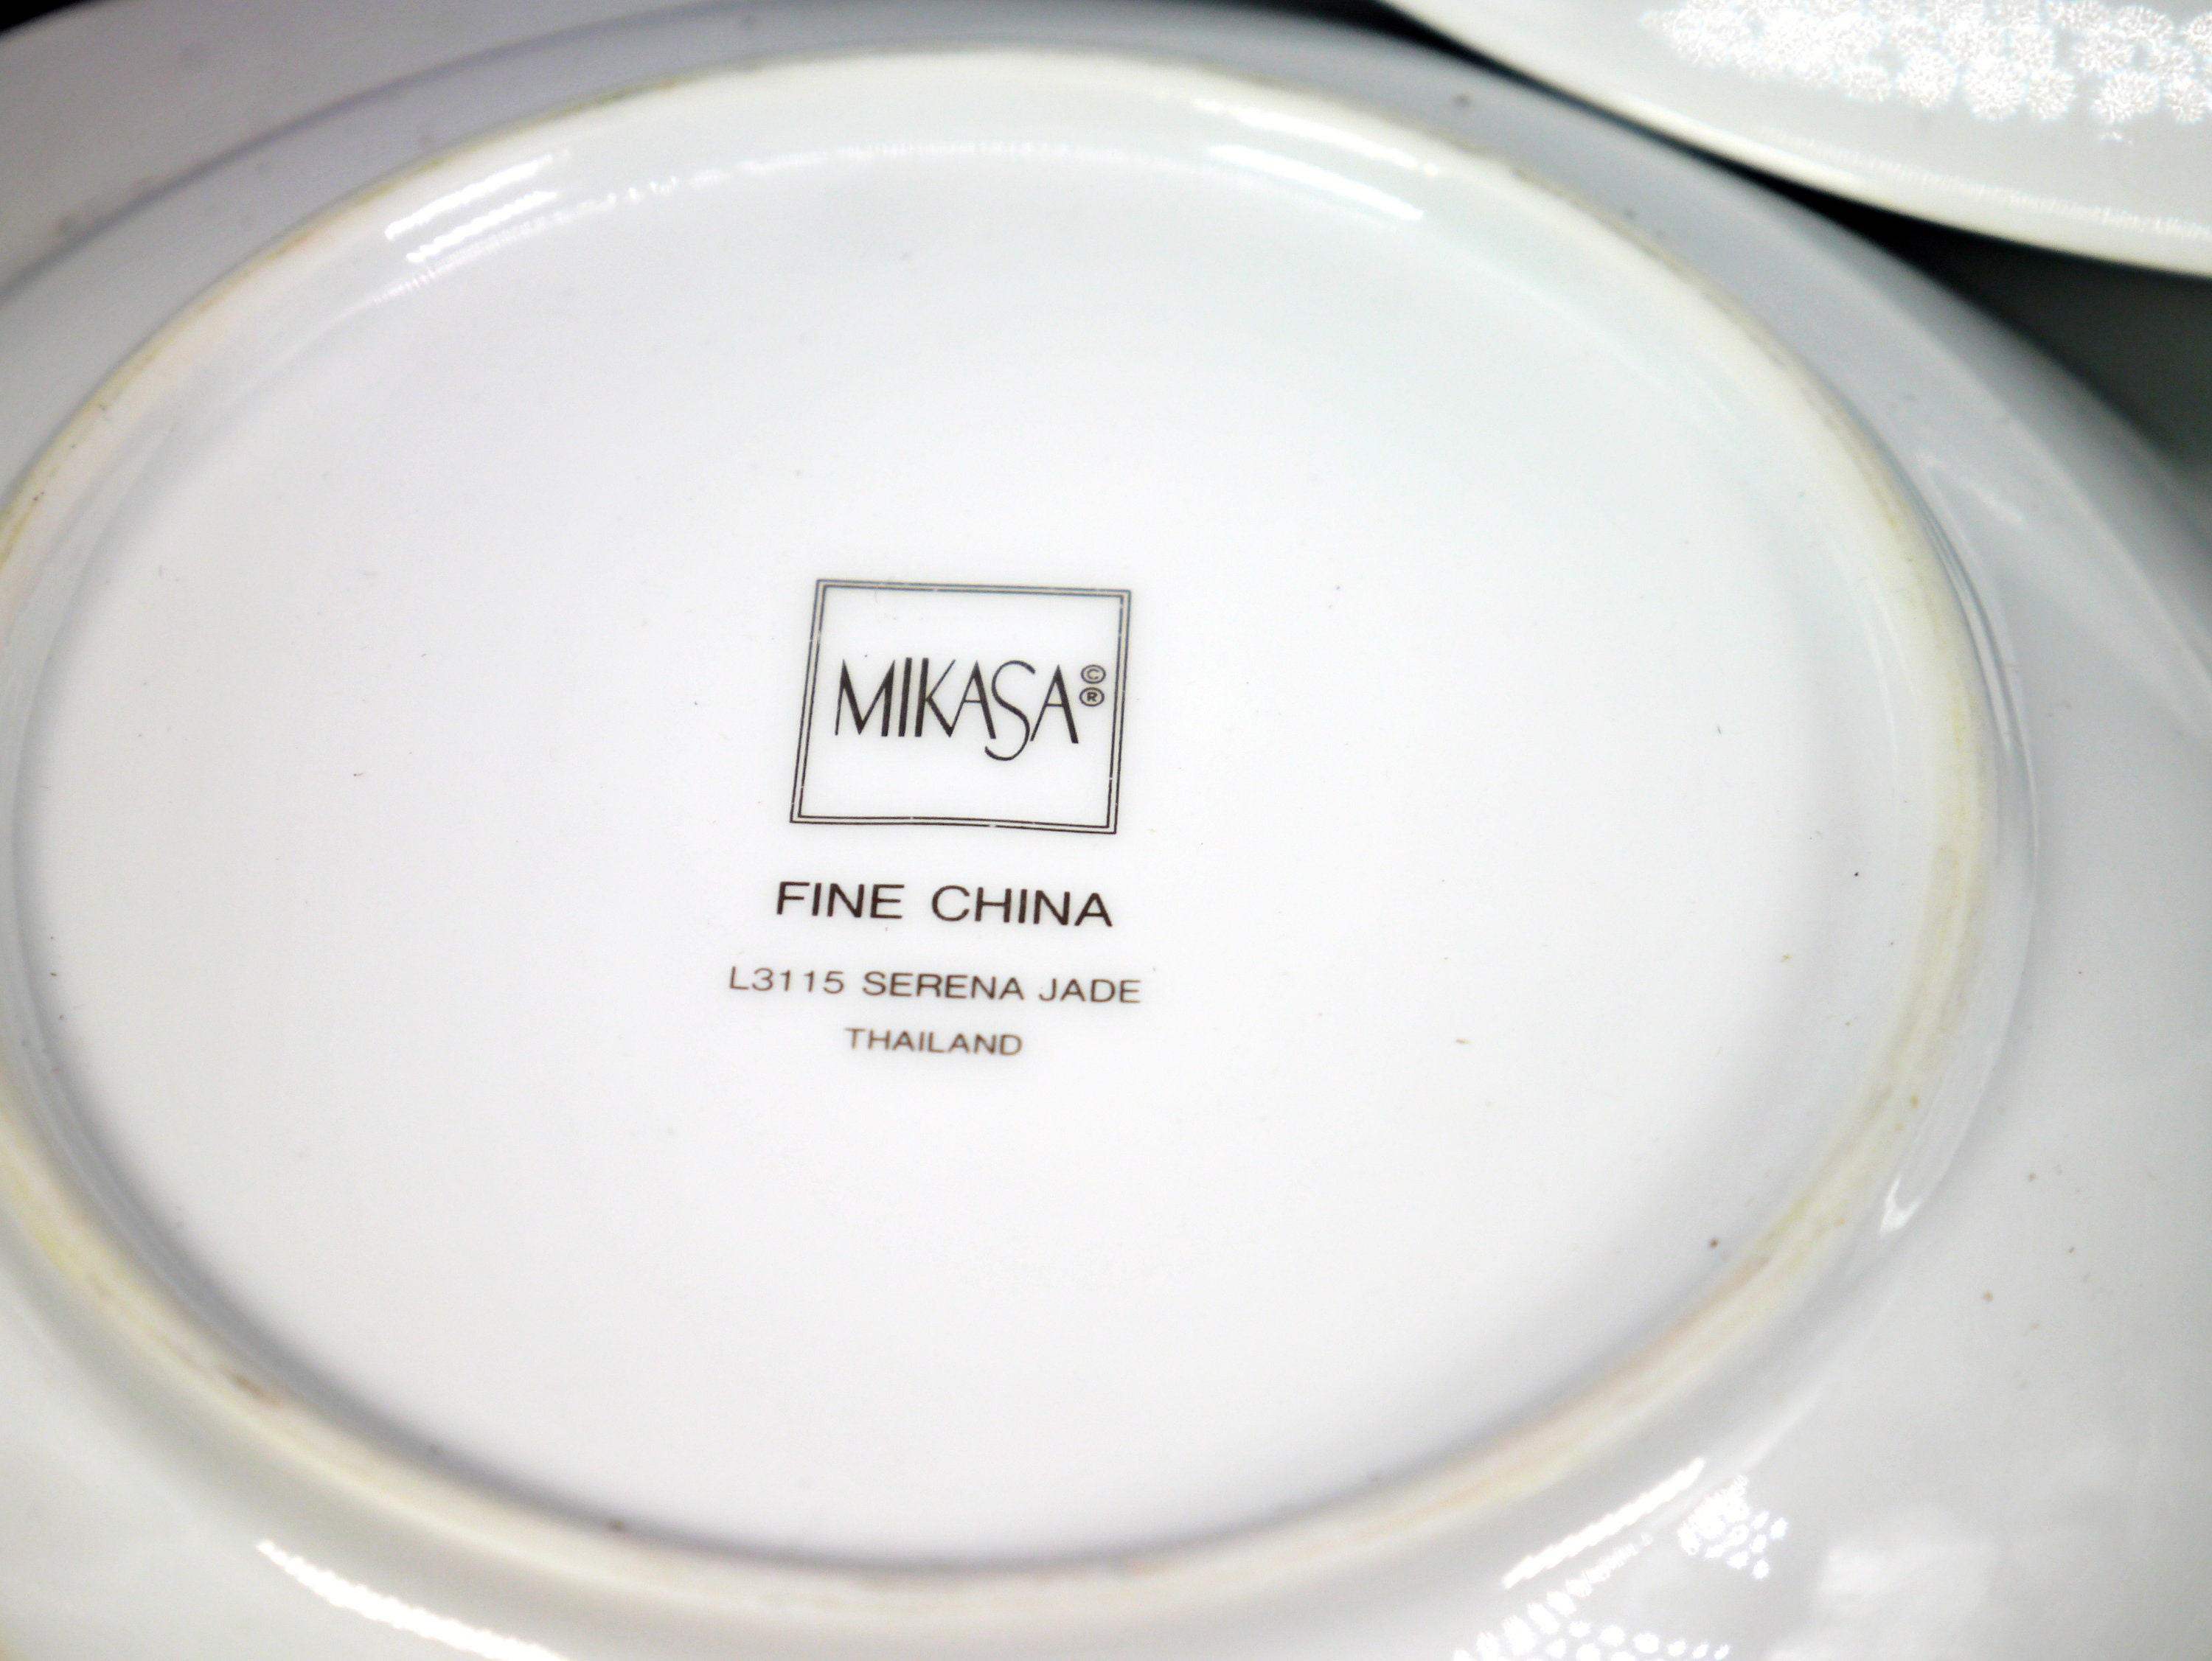 MIKASA©®
FINE CHINA
L3115 SERENA JADE
THAILAND